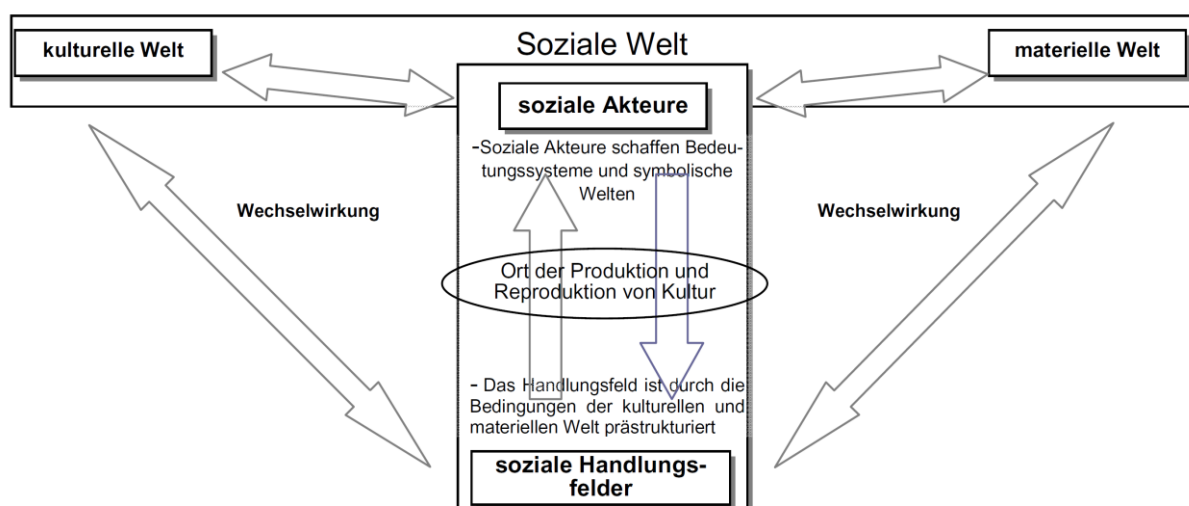 kulturelle Welt
Soziale Welt
materielle Welt
soziale Akteure
-Soziale Akteure schaffen Bedeu-
tungssysteme und symbolische
Welten
Wechselwirkung
Wechselwirkung
Ort der Produktion und
Reproduktion von Kultur
- Das Handlungsfeld ist durch die
Bedingungen der kulturellen und
materiellen Welt prästrukturiert
soziale Handlungs-
felder